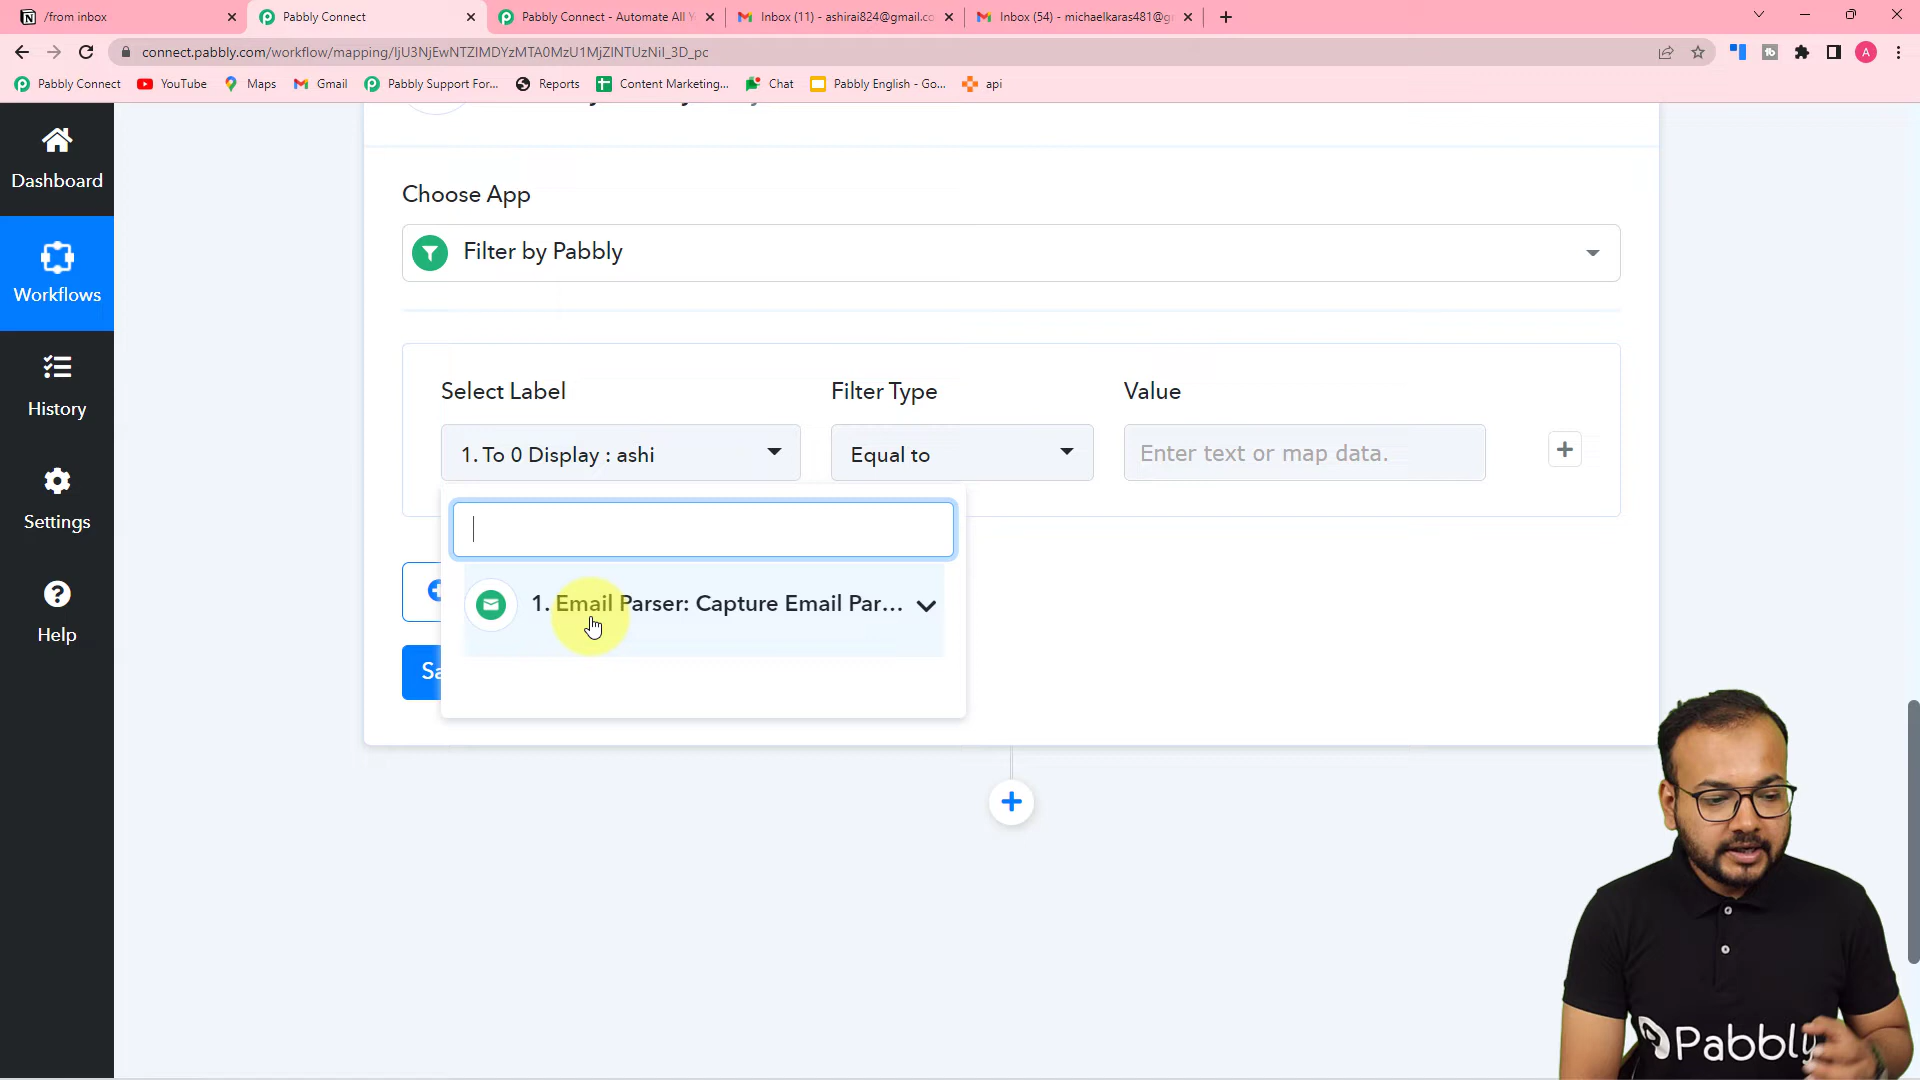 /from inbox
Pabbly Connect
Pabbly Connect - Automate All Y
Inbox (11) - ashirai824@gmail.co
Inbox (54) - michaelkaras481@g
connect.pabbly.com/workflow/mapping/IjU3NjEwNTZlMDYzMTA0MzU1MjZlNTUzNiI_3D_pc
A
Pabbly Connect
YouTube
Maps
Gmail
Pabbly Support For...
Reports
Content Marketing...
Chat
Pabbly English - Go...
api
Dashboard
Workflows
History
Settings
Help
Choose App
Filter by Pabbly
Select Label
Filter Type
Value
1. To 0 Display : ashi
Equal to
Enter text or map data.
1. Email Parser: Capture Email Par...
Sa
Pabbly